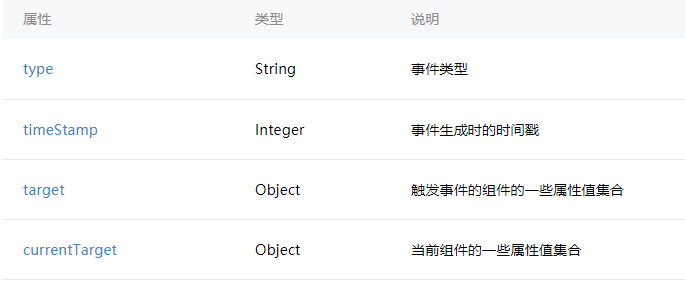 属性 类型 说明
type String 事件类型
timeStamp Integer 事件生成时的时间戳
target Object 触发事件的组件的一些属性值集合
currentTarget Object 当前组件的一些属性值集合